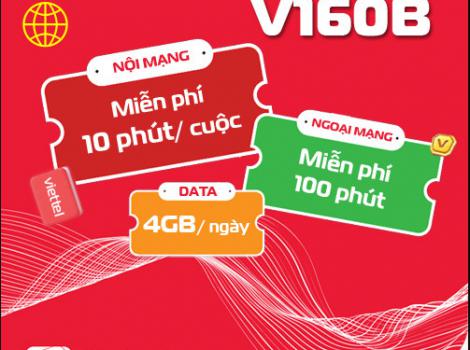 V160B
NỘI MẠNG
Miễn phí
10 phút/ cuộc
NGOẠI MẠNG
Miễn phí
100 phút
viettel
DATA
4GB/ ngày
V